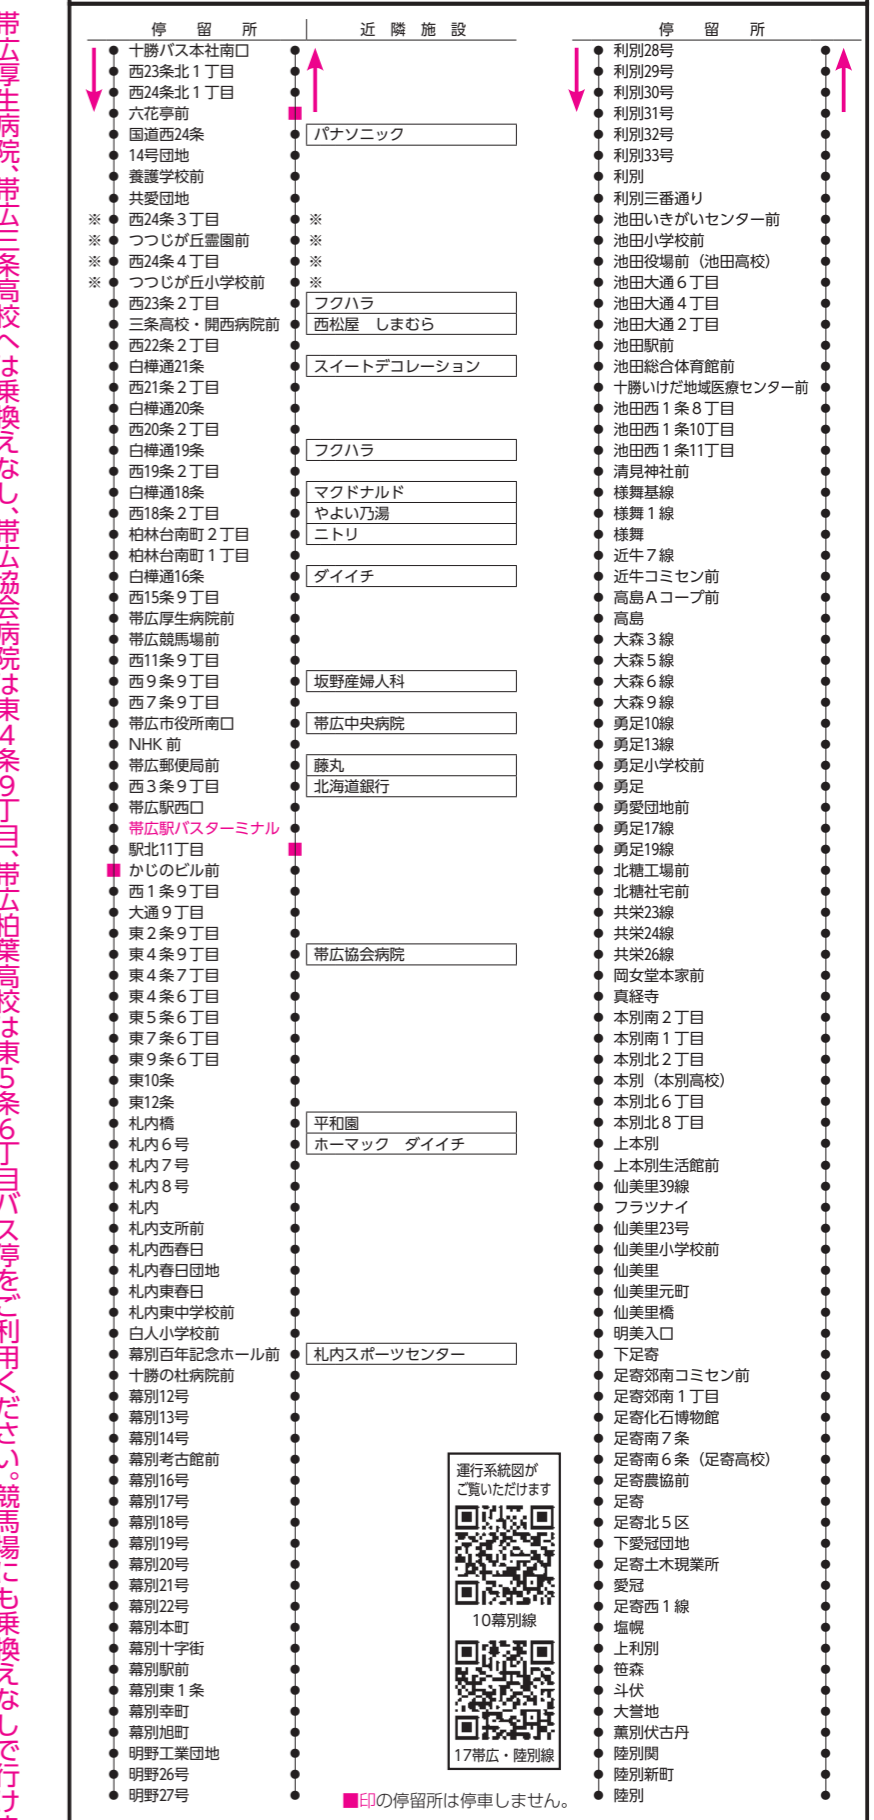 帯広厚生病院、帯広三条高校へは乗換えなし、帯広協会病院は東4条9丁目、帯広柏葉高校は東5条6丁目バス停をご利用ください。競馬場にも乗換えなしで行け
停留所　近隣施設
十勝バス本社南口
西23条北1丁目
西24条北1丁目
六花亭前 ■
国道西24条　パナソニック
14号団地
養護学校前
共愛団地
※ 西24条3丁目 ※
※ つつじが丘霊園前 ※
※ 西24条4丁目 ※
※ つつじが丘小学校前 ※
西23条2丁目　フクハラ
三条高校・開西病院前　西松屋　しまむら
西22条2丁目
白樺通21条　スイートデコレーション
西21条2丁目
白樺通20条
西20条2丁目
白樺通19条　フクハラ
西19条2丁目
白樺通18条　マクドナルド
西18条2丁目　やよい乃湯
柏林台南町2丁目　ニトリ
柏林台南町1丁目
白樺通16条　ダイイチ
西15条9丁目
帯広厚生病院前
帯広競馬場前
西11条9丁目
西9条9丁目　坂野産婦人科
西7条9丁目
帯広市役所南口　帯広中央病院
NHK前
帯広郵便局前　藤丸
西3条9丁目　北海道銀行
帯広駅西口
帯広駅バスターミナル
駅北11丁目 ■
■ かじのビル前
西1条9丁目
大通9丁目
東2条9丁目
東4条9丁目　帯広協会病院
東4条7丁目
東4条6丁目
東5条6丁目
東7条6丁目
東9条6丁目
東10条
東12条
札内橋　平和園
札内6号　ホーマック　ダイイチ
札内7号
札内8号
札内
札内支所前
札内西春日
札内春日団地
札内東春日
札内東中学校前
白人小学校前
幕別百年記念ホール前　札内スポーツセンター
十勝の杜病院前
幕別12号
幕別13号
幕別14号
幕別考古館前
幕別16号
幕別17号
幕別18号
幕別19号
幕別20号
幕別21号
幕別22号
幕別本町
幕別十字街
幕別駅前
幕別東1条
幕別幸町
幕別旭町
明野工業団地
明野26号
明野27号
運行系統図が
ご覧いただけます
10幕別線
17帯広・陸別線
■印の停留所は停車しません。
停留所
利別28号
利別29号
利別30号
利別31号
利別32号
利別33号
利別
利別三番通り
池田いきがいセンター前
池田小学校前
池田役場前（池田高校）
池田大通6丁目
池田大通4丁目
池田大通2丁目
池田駅前
池田総合体育館前
十勝いけだ地域医療センター前
池田西1条8丁目
池田西1条10丁目
池田西1条11丁目
清見神社前
様舞基線
様舞1線
様舞
近牛7線
近牛コミセン前
高島Aコープ前
高島
大森3線
大森5線
大森6線
大森9線
勇足10線
勇足13線
勇足小学校前
勇足
勇愛団地前
勇足17線
勇足19線
北糖工場前
北糖社宅前
共栄23線
共栄24線
共栄26線
岡女堂本家前
真経寺
本別南2丁目
本別南1丁目
本別北2丁目
本別（本別高校）
本別北6丁目
本別北8丁目
上本別
上本別生活館前
仙美里39線
フラツナイ
仙美里23号
仙美里小学校前
仙美里
仙美里元町
仙美里橋
明美入口
下足寄
足寄郊南コミセン前
足寄郊南1丁目
足寄化石博物館
足寄南7条
足寄南6条（足寄高校）
足寄農協前
足寄
足寄北5区
下愛冠団地
足寄土木現業所
愛冠
足寄西1線
塩幌
上利別
笹森
斗伏
大誉地
薫別伏古丹
陸別関
陸別新町
陸別